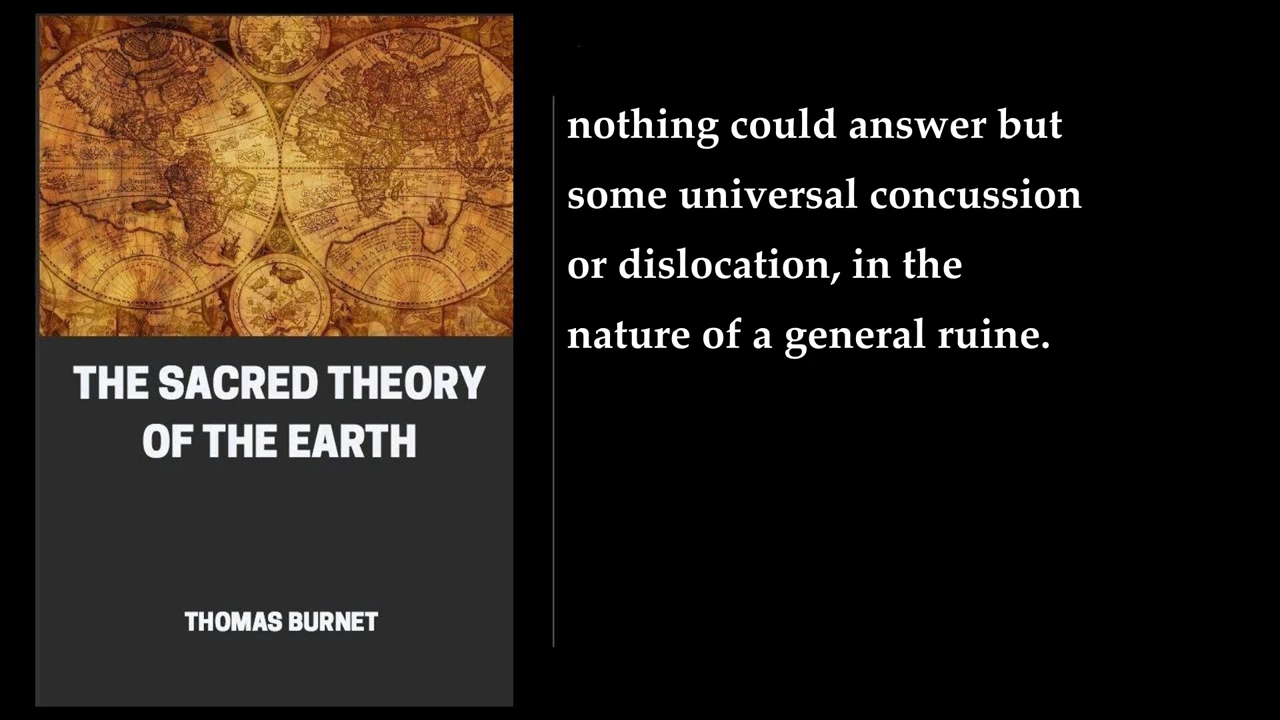 THE SACRED THEORY
OF THE EARTH
THOMAS BURNET
nothing could answer but
some universal concussion
or dislocation, in the
nature of a general ruine.